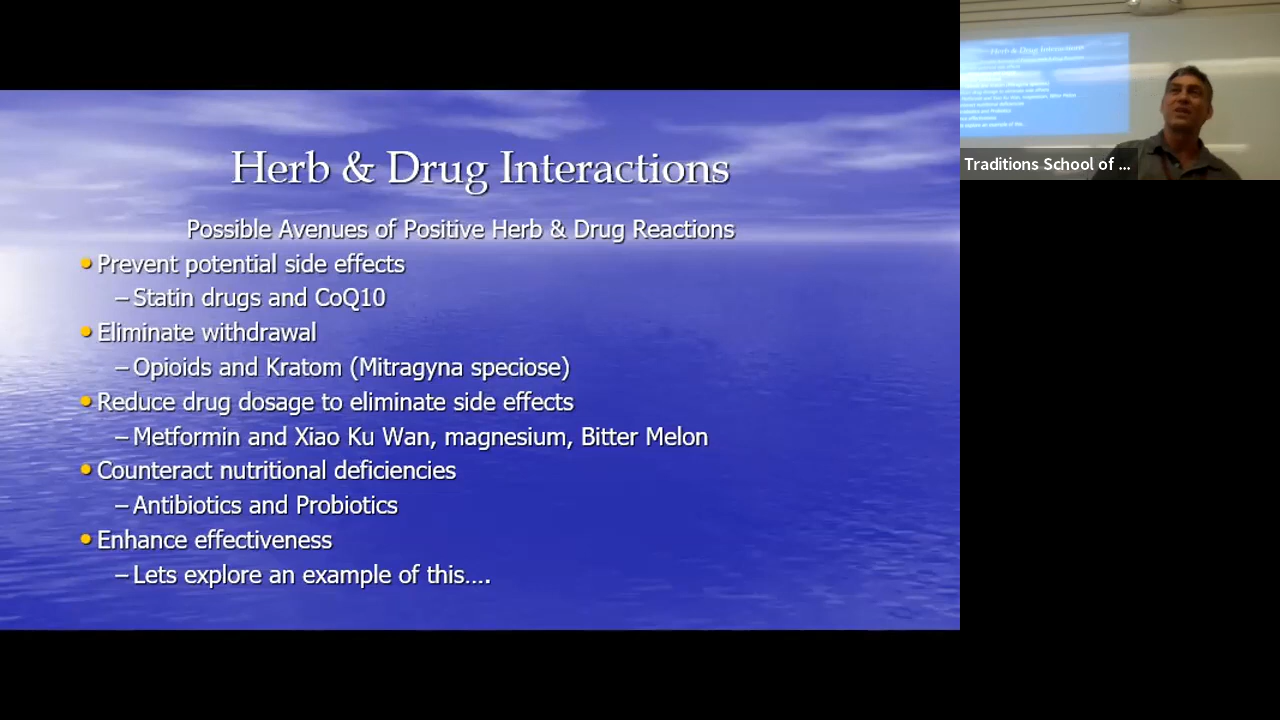 Herb & Drug Interactions
Possible Avenues of Positive Herb & Drug Reactions
• Prevent potential side effects
– Statin drugs and CoQ10
• Eliminate withdrawal
– Opioids and Kratom (Mitragyna speciose)
• Reduce drug dosage to eliminate side effects
– Metformin and Xiao Ku Wan, magnesium, Bitter Melon
• Counteract nutritional deficiencies
– Antibiotics and Probiotics
• Enhance effectiveness
– Lets explore an example of this....
Herb & Drug Interactions
Traditions School of ...